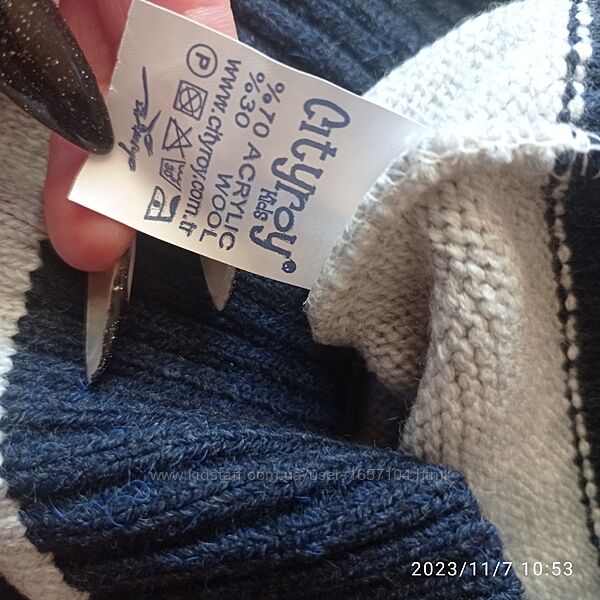 Cityroy®
Kids
%70 ACRYLIC
%30 WOOL
www.cityroy.com.tr
P
www.kidstaff.com.ua/user-1657104.html
2023/11/7 10:53